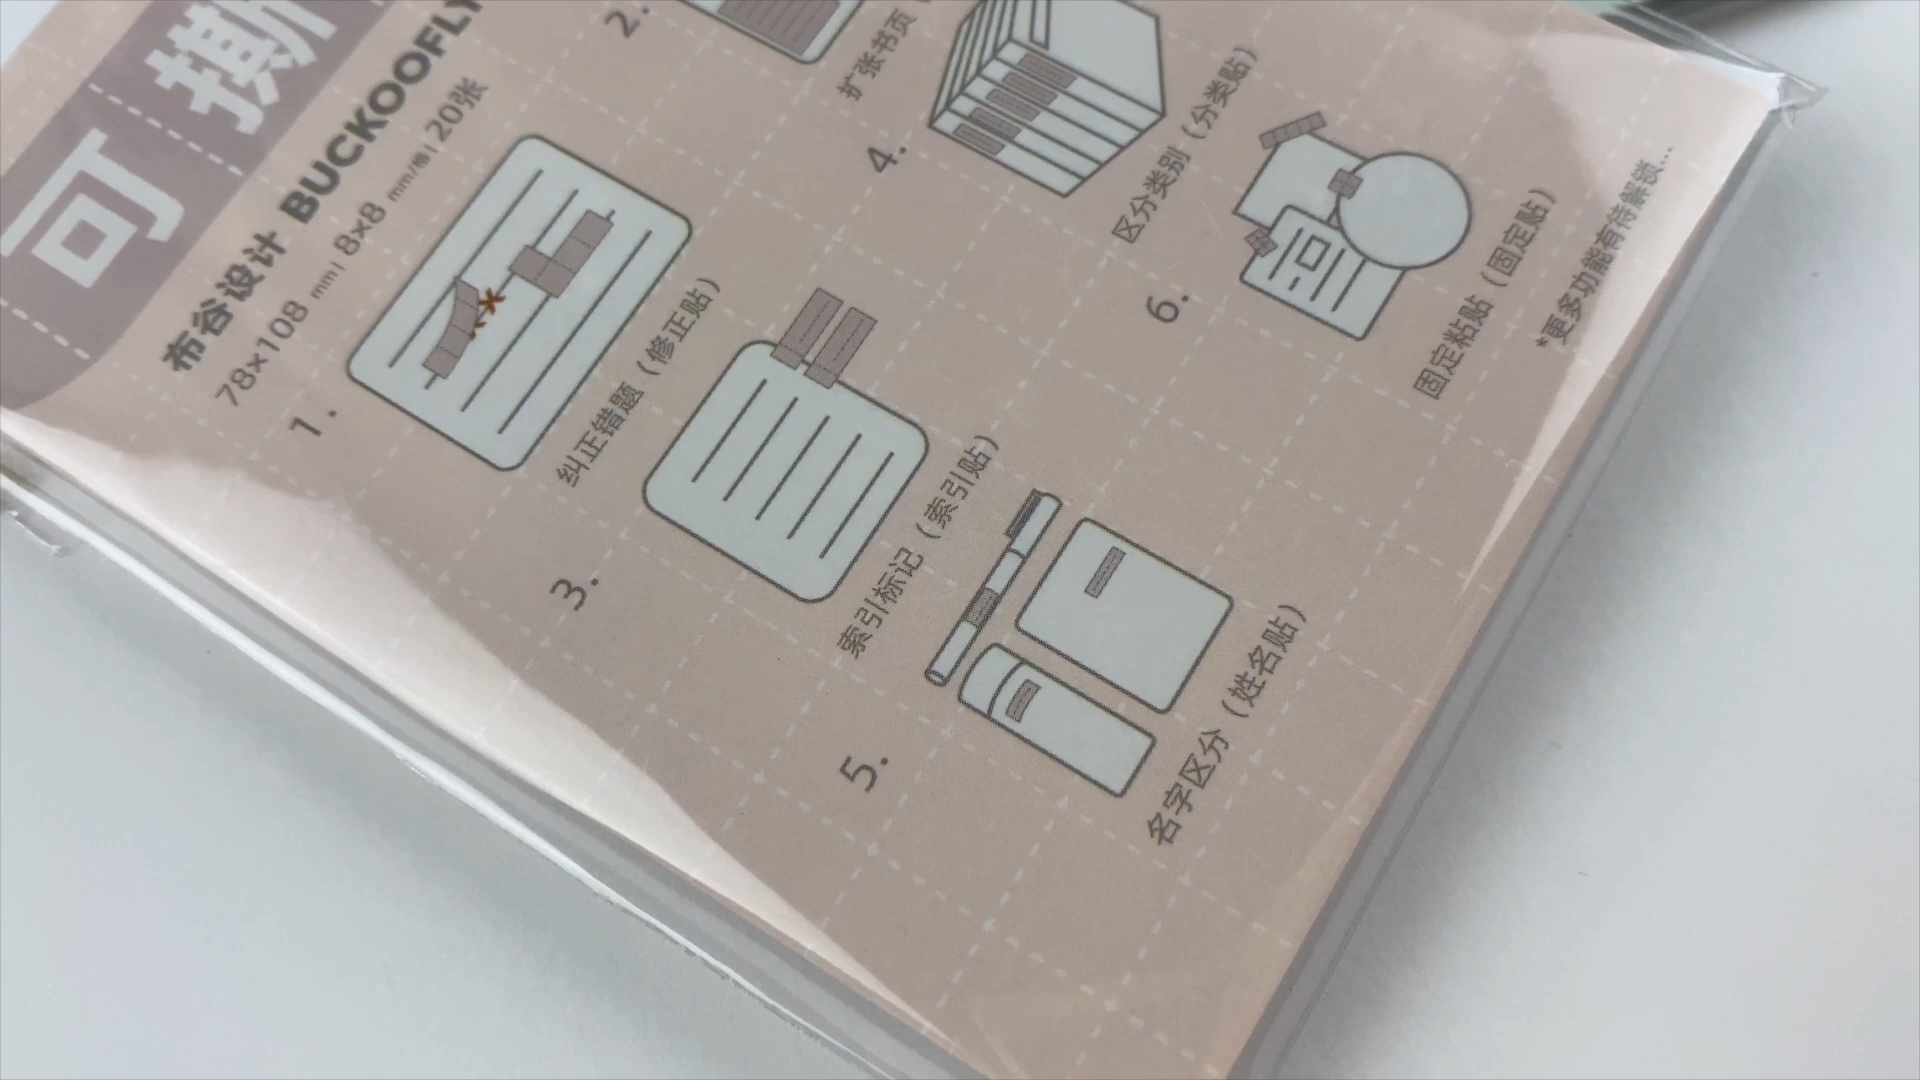 可撕
布谷设计 BUCKOOFLY
78×108 mm| 8×8 mm/格| 20张
1.
纠正错题（修正贴）
2.
扩张书页（
3.
索引标记（索引贴）
4.
区分类别（分类贴）
5.
名字区分（姓名贴）
6.
固定粘贴（固定贴）
*更多功能有待解锁...